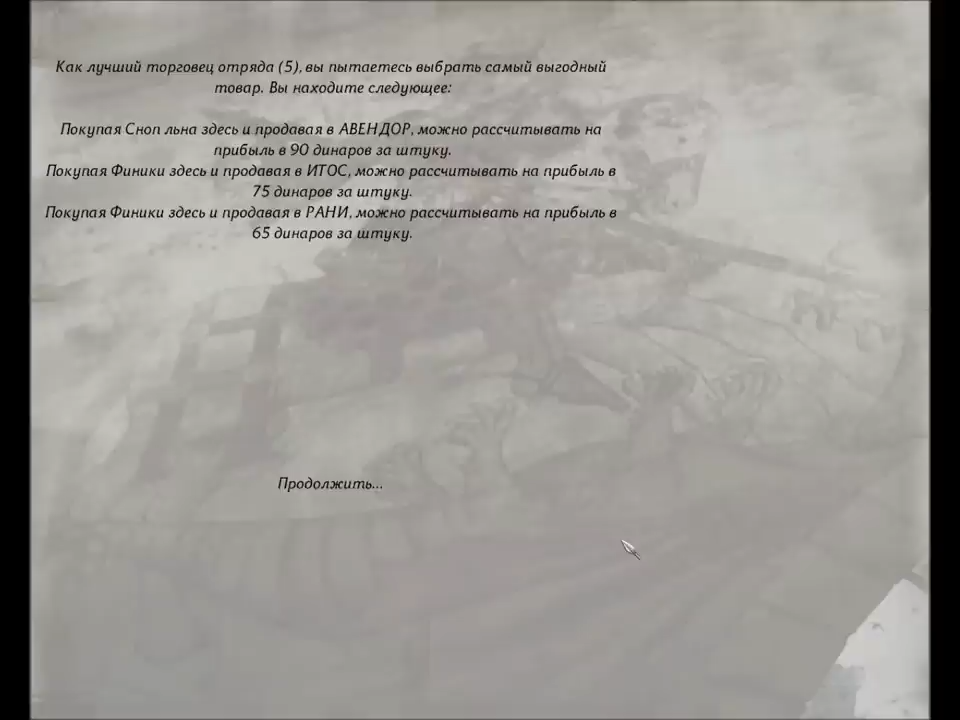 Как лучший торговец отряда (5), вы пытаетесь выбрать самый выгодный
товар. Вы находите следующее:
Покупая Сноп льна здесь и продавая в АВЕНДОР, можно рассчитывать на
прибыль в 90 динаров за штуку.
Покупая Финики здесь и продавая в ИТОС, можно рассчитывать на прибыль в
75 динаров за штуку.
Покупая Финики здесь и продавая в РАНИ, можно рассчитывать на прибыль в
65 динаров за штуку.
Продолжить...